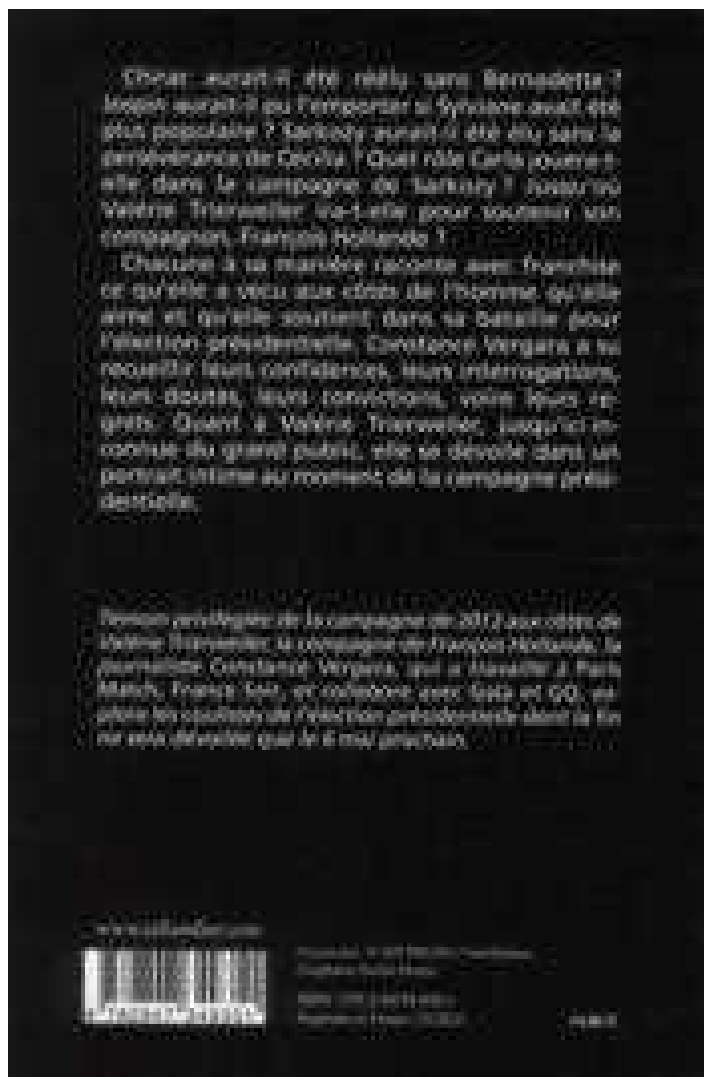 Chirac aurait-il été réélu sans Bernadette ?
Jospin aurait-il pu l'emporter si Sylviane avait été
plus populaire ? Sarkozy aurait-il été élu sans la
persévérance de Cécilia ? Quel rôle Carla jouera-t-
elle dans la campagne de Sarkozy ? Jusqu'où
Valérie Trierweiler ira-t-elle pour soutenir son
compagnon, François Hollande ?
Chacune à sa manière raconte avec franchise
ce qu'elle a vécu aux côtés de l'homme qu'elle
aime et qu'elle soutient dans sa bataille pour
l'élection présidentielle. Constance Vergara a su
recueillir leurs confidences, leurs interrogations,
leurs doutes, leurs convictions, voire leurs re-
grets. Quant à Valérie Trierweiler, jusqu'ici in-
connue du grand public, elle se dévoile dans un
portrait intime au moment de la campagne prési-
dentielle.
Témoin privilégiée de la campagne de 2012 aux côtés de
Valérie Trierweiler, la compagne de François Hollande, la
journaliste Constance Vergara, qui a travaillé à Paris
Match, France Soir, et collabore avec Gala et GQ, ex-
plore les coulisses de l'élection présidentielle dont la fin
ne sera dévoilée que le 6 mai prochain.
www.tallandier.com